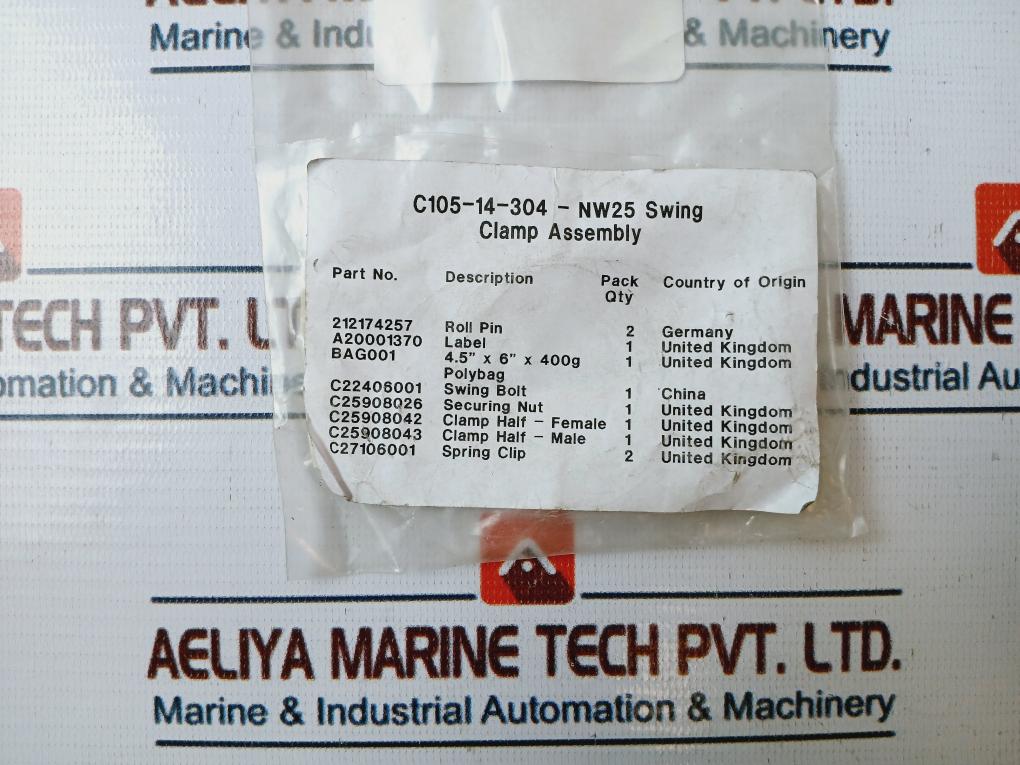 Marine & Indu & Machinery
C105-14-304 - NW25 Swing
Clamp Assembly
Part No. Description Pack Qty Country of Origin
212174257 Roll Pin 2 Germany
A20001370 Label 1 United Kingdom
BAG001 4.5" x 6" x 400g 1 United Kingdom
Polybag
C22406001 Swing Bolt 1 China
C25908026 Securing Nut 1 United Kingdom
C25908042 Clamp Half - Female 1 United Kingdom
C25908043 Clamp Half - Male 1 United Kingdom
C27106001 Spring Clip 2 United Kingdom
TECH PVT. L
MARINE
omation & Machi
ndustrial Au
AELIYA MARINE TECH PVT. LTD.
Marine & Industrial Automation & Machinery